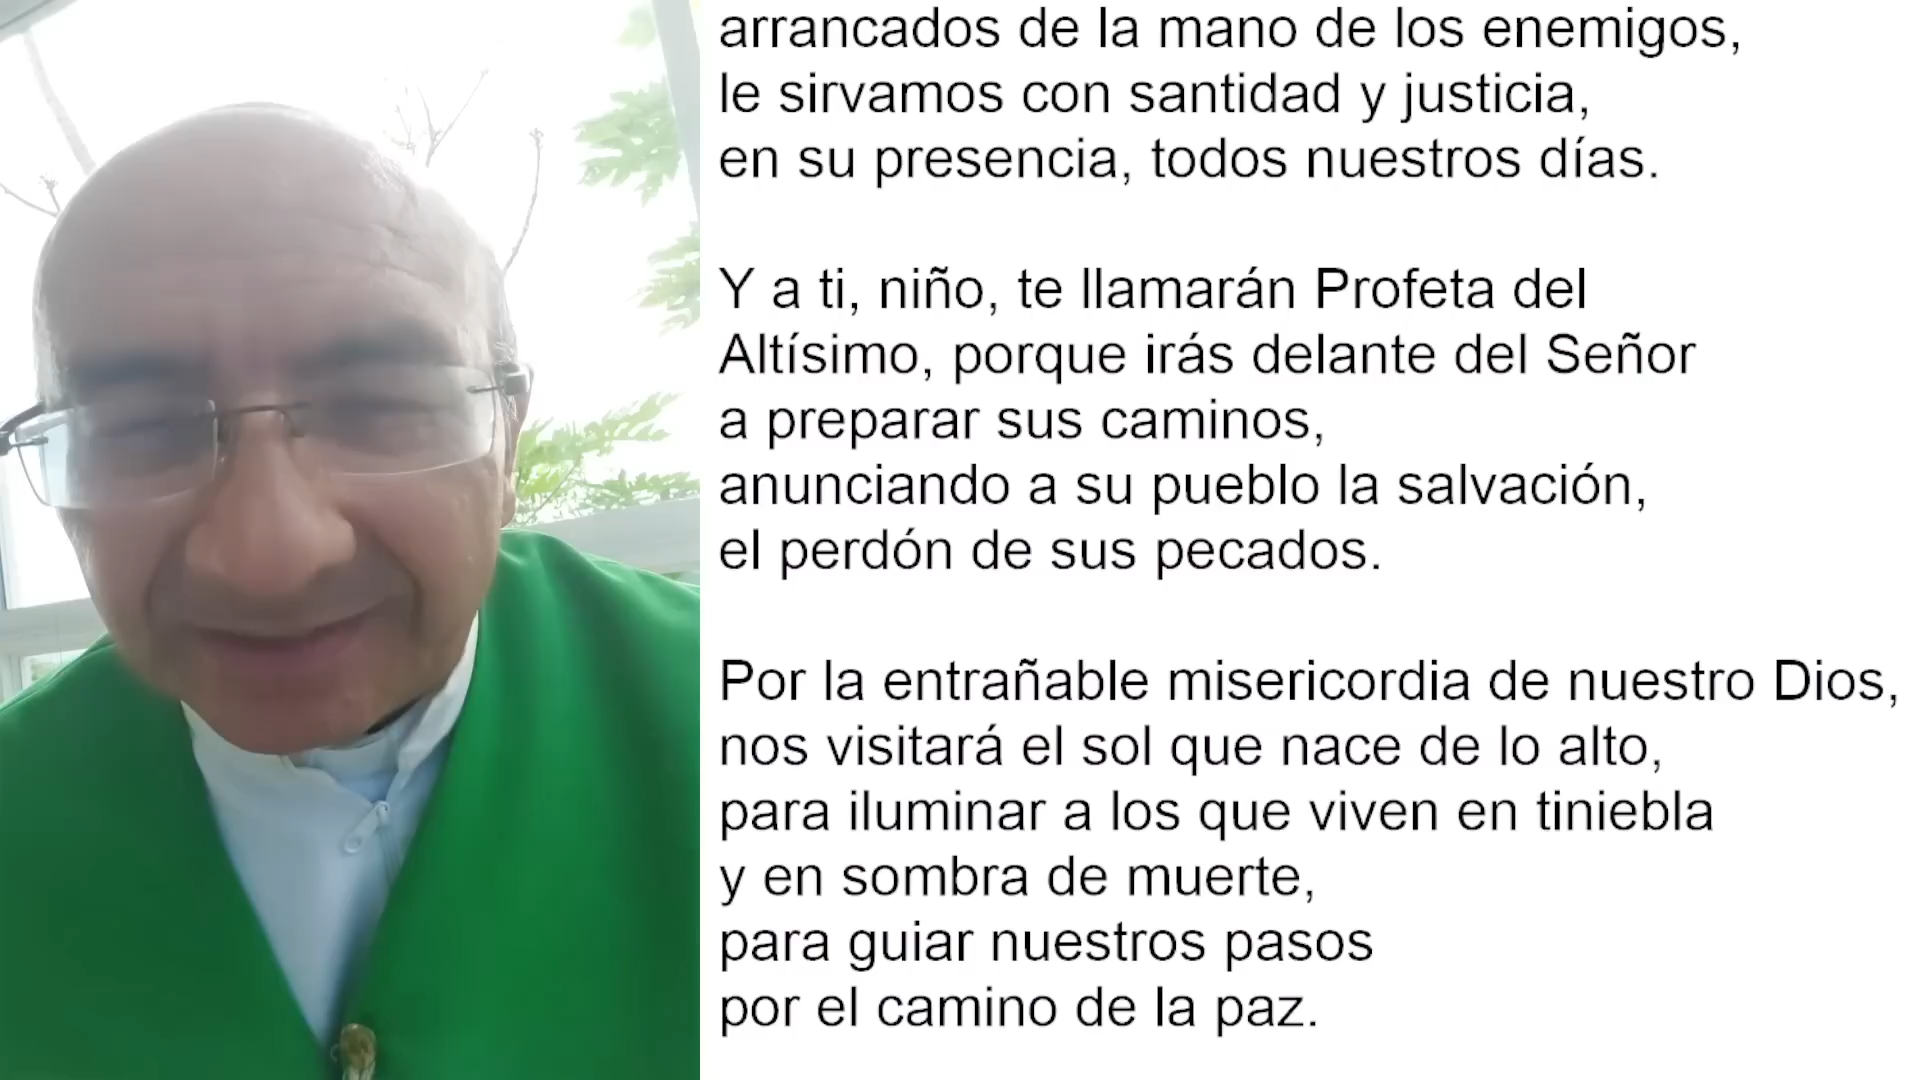 arrancados de la mano de los enemigos,
le sirvamos con santidad y justicia,
en su presencia, todos nuestros días.
Y a ti, niño, te llamarán Profeta del
Altísimo, porque irás delante del Señor
a preparar sus caminos,
anunciando a su pueblo la salvación,
el perdón de sus pecados.
Por la entrañable misericordia de nuestro Dios,
nos visitará el sol que nace de lo alto,
para iluminar a los que viven en tiniebla
y en sombra de muerte,
para guiar nuestros pasos
por el camino de la paz.